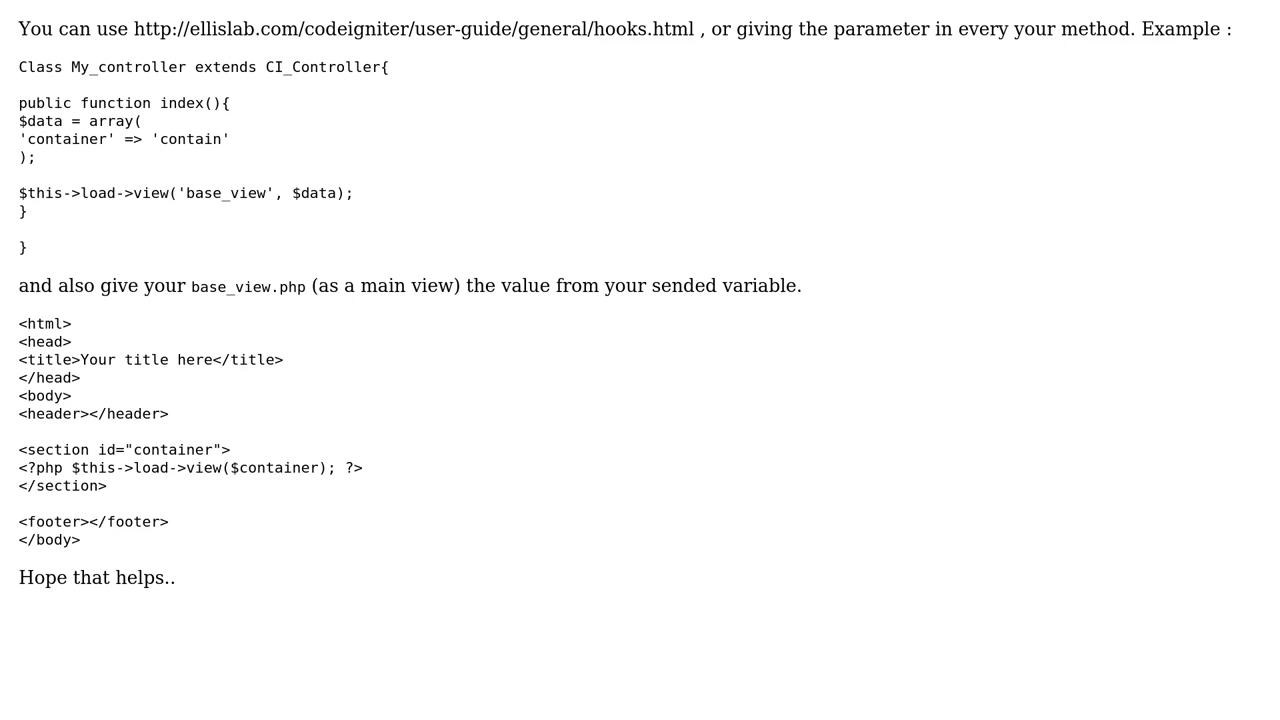 You can use http://ellislab.com/codeigniter/user-guide/general/hooks.html , or giving the parameter in every your method. Example :
Class My_controller extends CI_Controller{
public function index(){
$data = array(
'container' => 'contain'
);
$this->load->view('base_view', $data);
}
}
and also give your base_view.php (as a main view) the value from your sended variable.
<html>
<head>
<title>Your title here</title>
</head>
<body>
<header></header>
<section id="container">
<?php $this->load->view($container); ?>
</section>
<footer></footer>
</body>
Hope that helps..